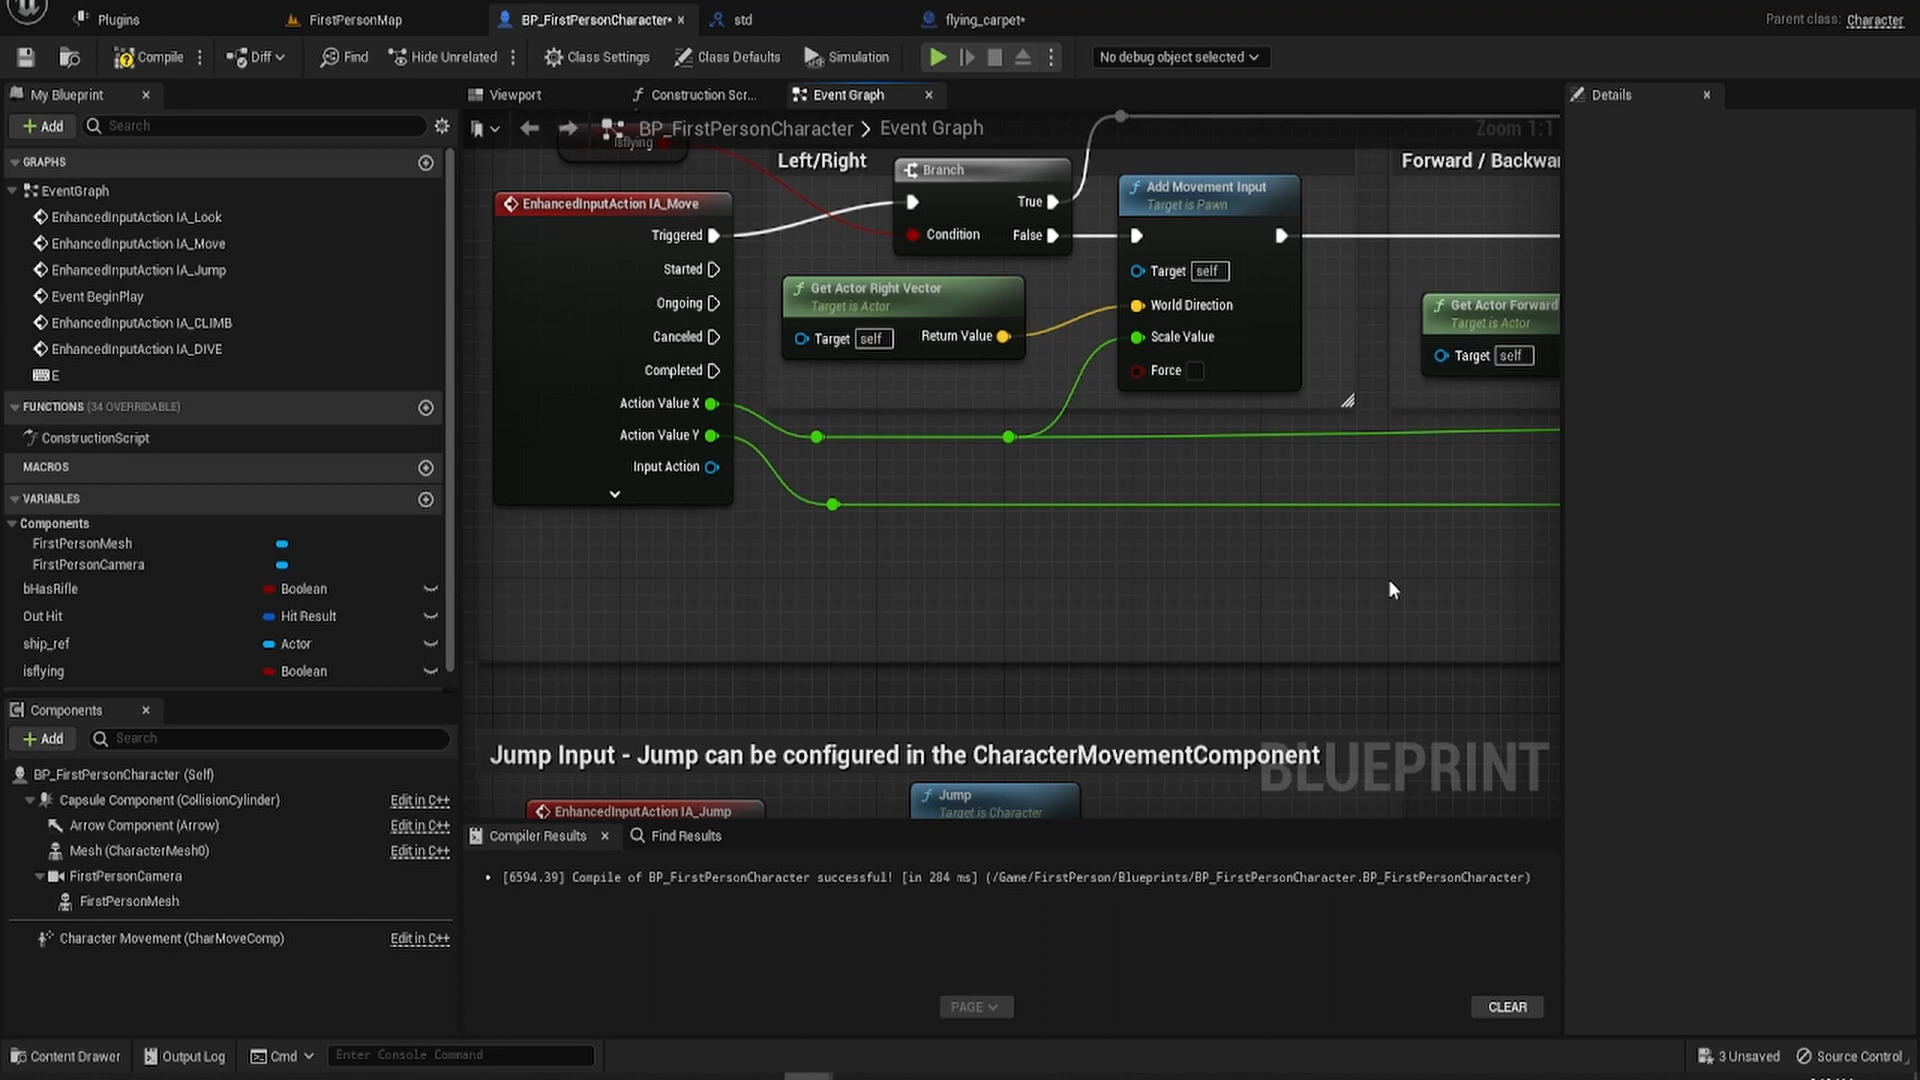 Plugins
FirstPersonMap
BP_FirstPersonCharacter*
std
flying_carpet*
Parent class: Character
Compile
Diff
Find
Hide Unrelated
Class Settings
Class Defaults
Simulation
No debug object selected
My Blueprint
Viewport
Construction Scr...
Event Graph
Details
Add
Search
BP_FirstPersonCharacter > Event Graph
Zoom 1:1
GRAPHS
EventGraph
EnhancedInputAction IA_Look
EnhancedInputAction IA_Move
EnhancedInputAction IA_Jump
Event BeginPlay
EnhancedInputAction IA_CLIMB
EnhancedInputAction IA_DIVE
E
FUNCTIONS (34 OVERRIDABLE)
ConstructionScript
MACROS
VARIABLES
Components
FirstPersonMesh
FirstPersonCamera
bHasRifle Boolean
Out Hit Hit Result
ship_ref Actor
isflying Boolean
Components
Add
Search
BP_FirstPersonCharacter (Self)
Capsule Component (CollisionCylinder) Edit in C++
Arrow Component (Arrow) Edit in C++
Mesh (CharacterMesh0) Edit in C++
FirstPersonCamera
FirstPersonMesh
Character Movement (CharMoveComp) Edit in C++
Isflying
Left/Right
Forward / Backwa
EnhancedInputAction IA_Move
Triggered
Started
Ongoing
Canceled
Completed
Action Value X
Action Value Y
Input Action
Branch
True
Condition False
Get Actor Right Vector
Target is Actor
Target self Return Value
Add Movement Input
Target is Pawn
Target self
World Direction
Scale Value
Force
Get Actor Forward
Target is Actor
Target self
Jump Input - Jump can be configured in the CharacterMovementComponent
BLUEPRINT
EnhancedInputAction IA_Jump
Jump
Target is Character
Compiler Results
Find Results
• [6594.39] Compile of BP_FirstPersonCharacter successful! [in 284 ms] (/Game/FirstPerson/Blueprints/BP_FirstPersonCharacter.BP_FirstPersonCharacter)
PAGE
CLEAR
Content Drawer
Output Log
Cmd
Enter Console Command
3 Unsaved
Source Control